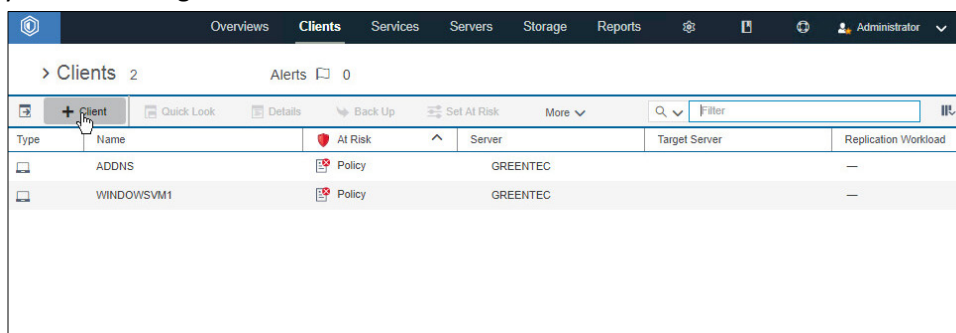 Overviews Clients Services Servers Storage Reports Administrator
> Clients 2 Alerts 0
+ Client Quick Look Details Back Up Set At Risk More Filter
Type Name At Risk Server Target Server Replication Workload
ADDNS Policy GREENTEC —
WINDOWSVM1 Policy GREENTEC —